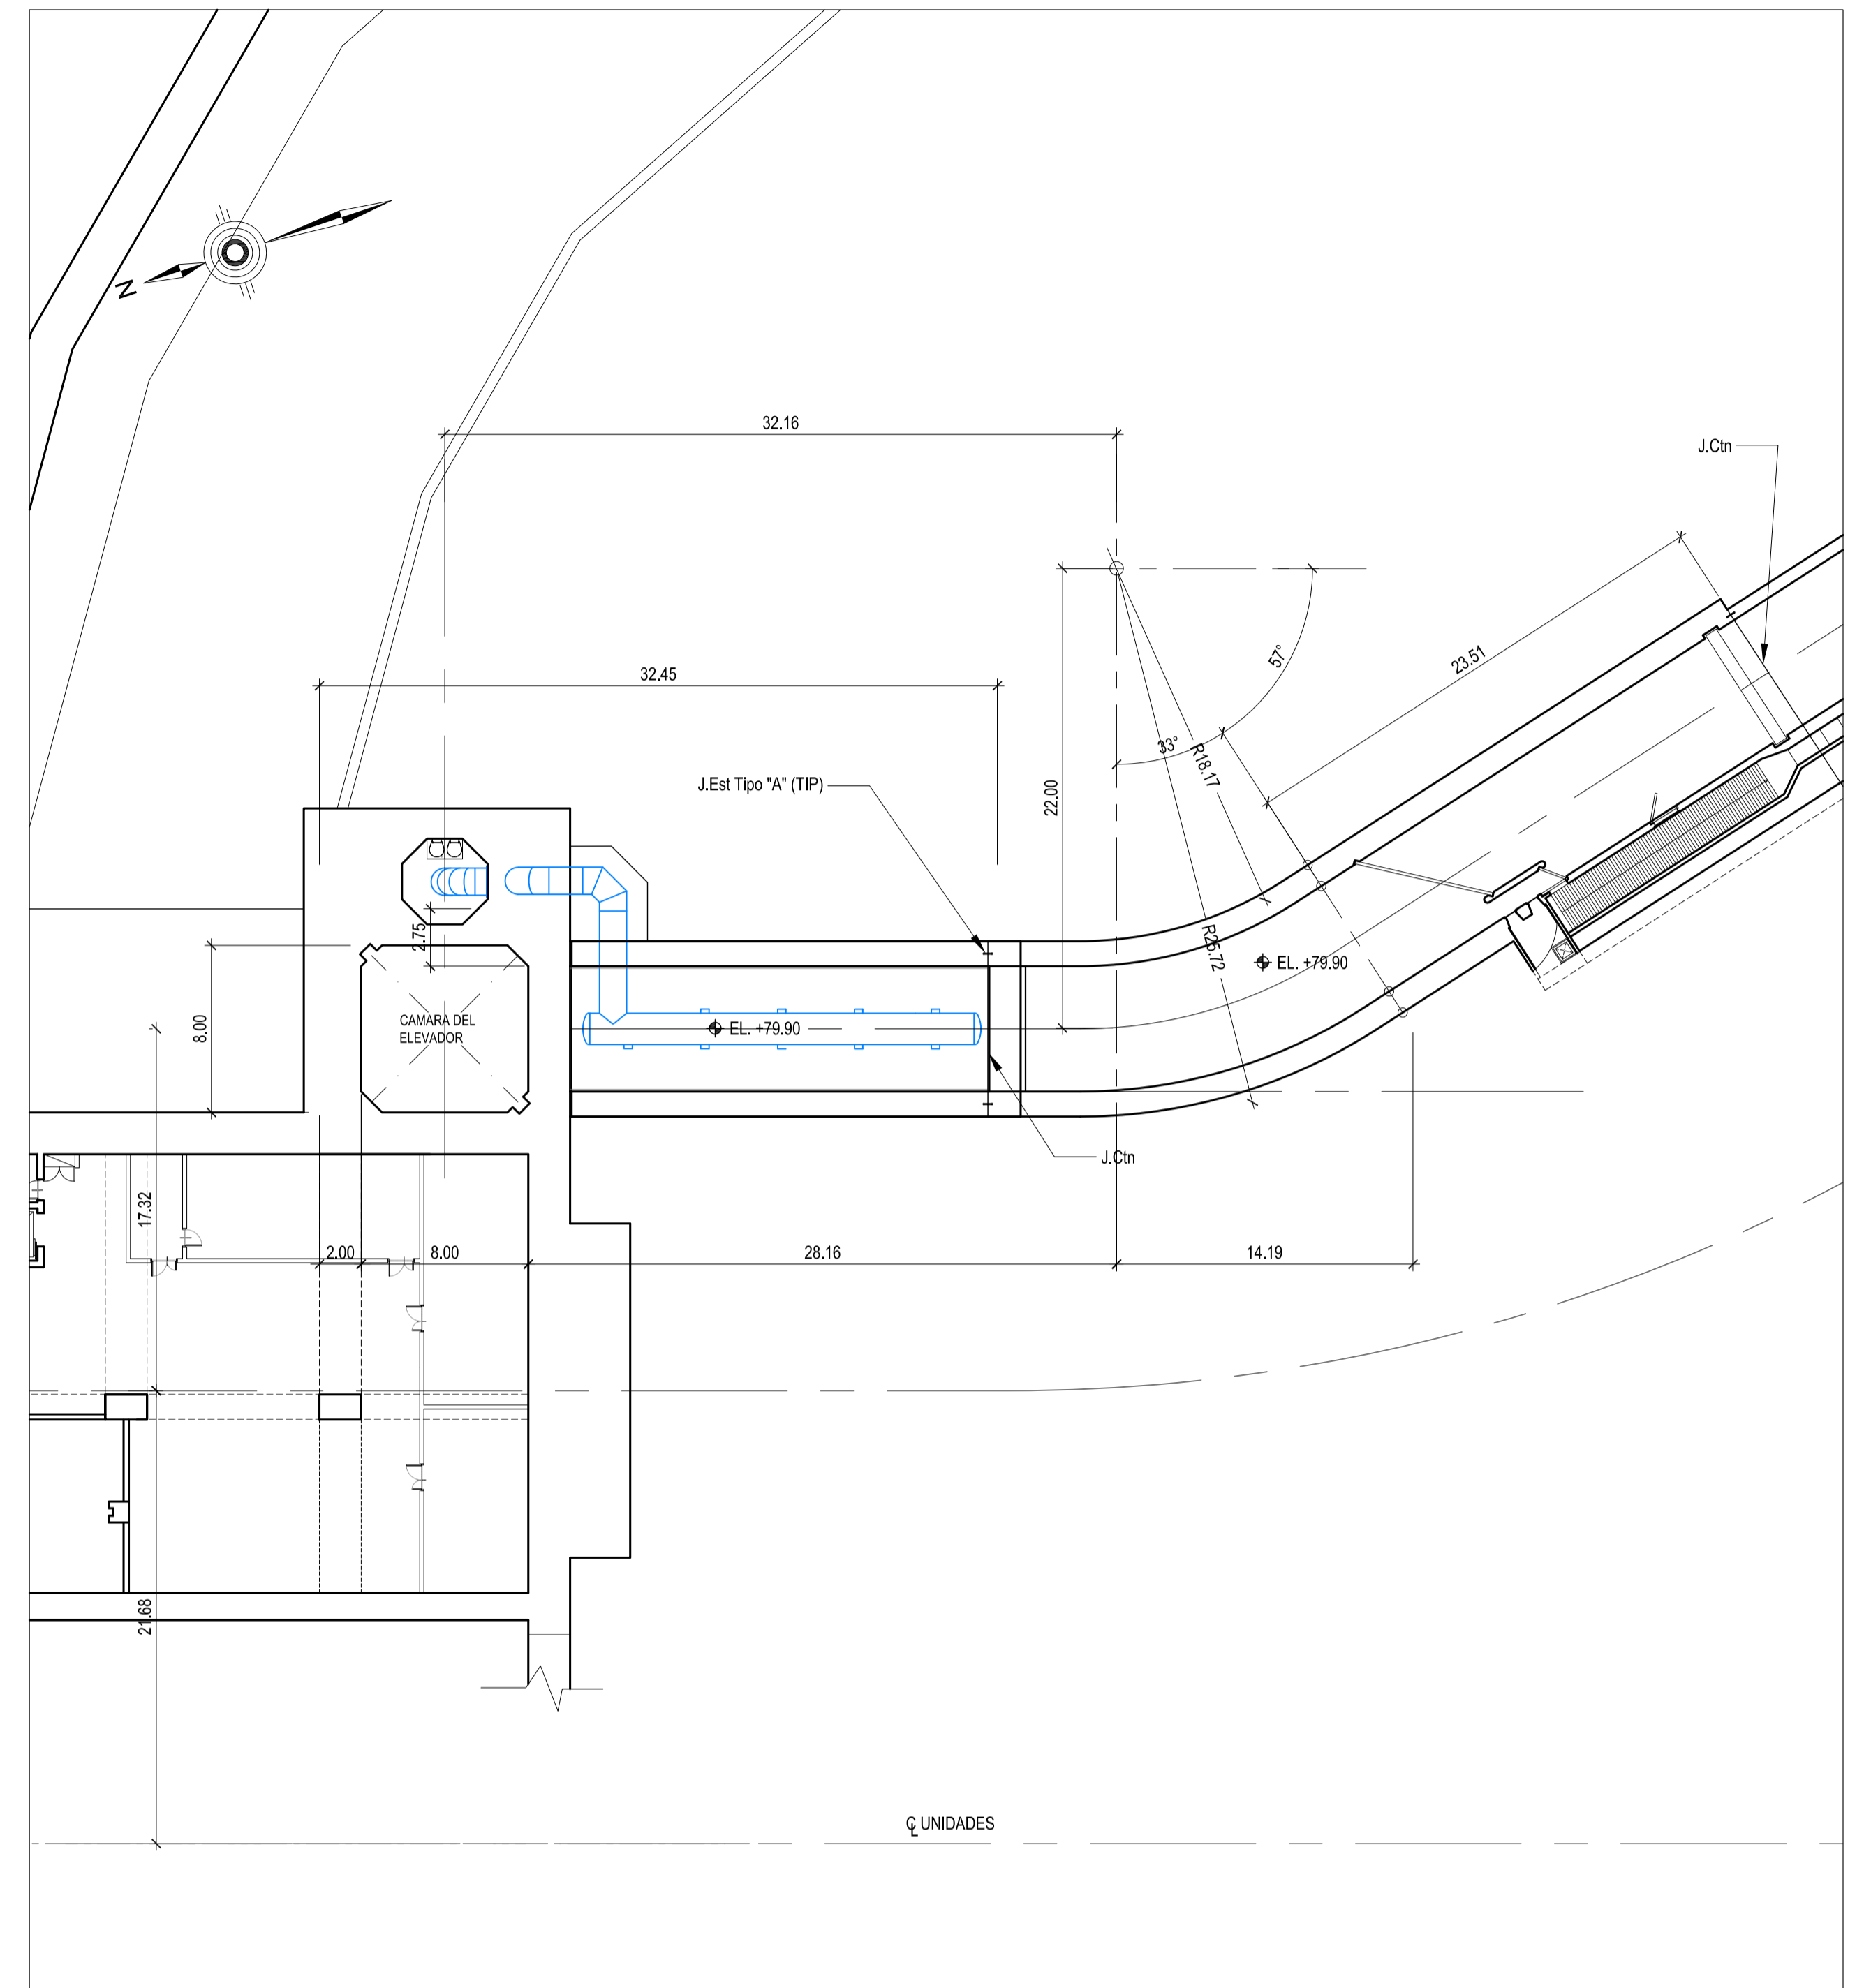 N
32.16
J.Ctn
23.51
57°
32.45
33°
R18.17
J.Est Tipo "A" (TIP)
22.00
2.75
R25.72
EL. +79.90
8.00
CAMARA DEL
ELEVADOR
EL. +79.90
J.Ctn
17.32
2.00
8.00
28.16
14.19
21.68
CL UNIDADES